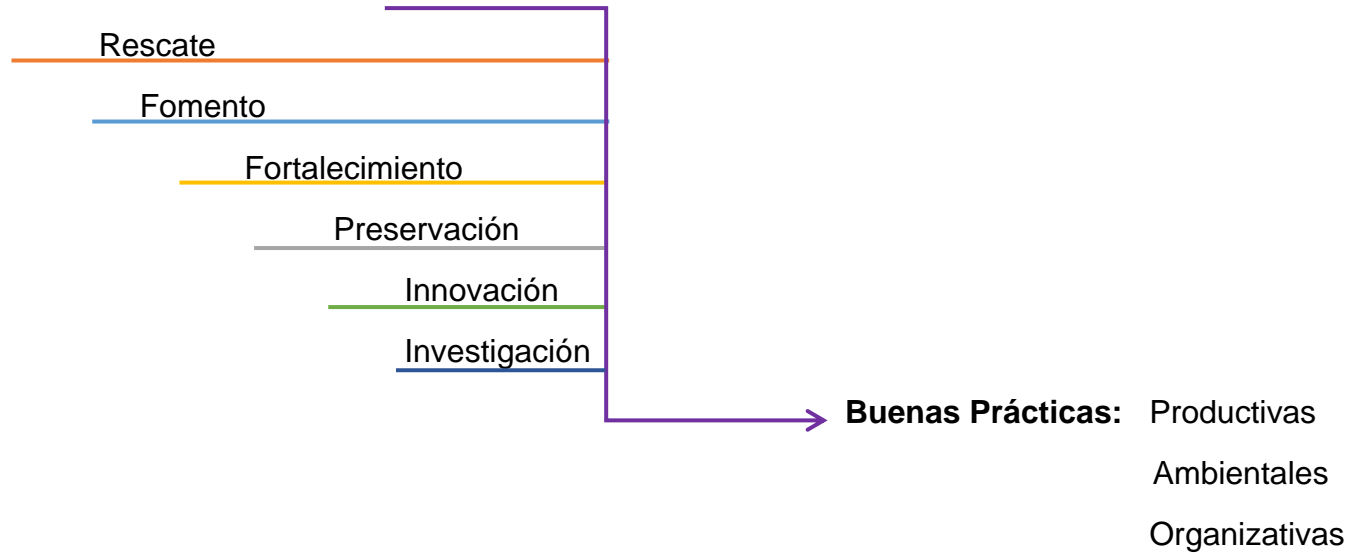 Rescate
Fomento
Fortalecimiento
Preservación
Innovación
Investigación
Buenas Prácticas: Productivas
Ambientales
Organizativas